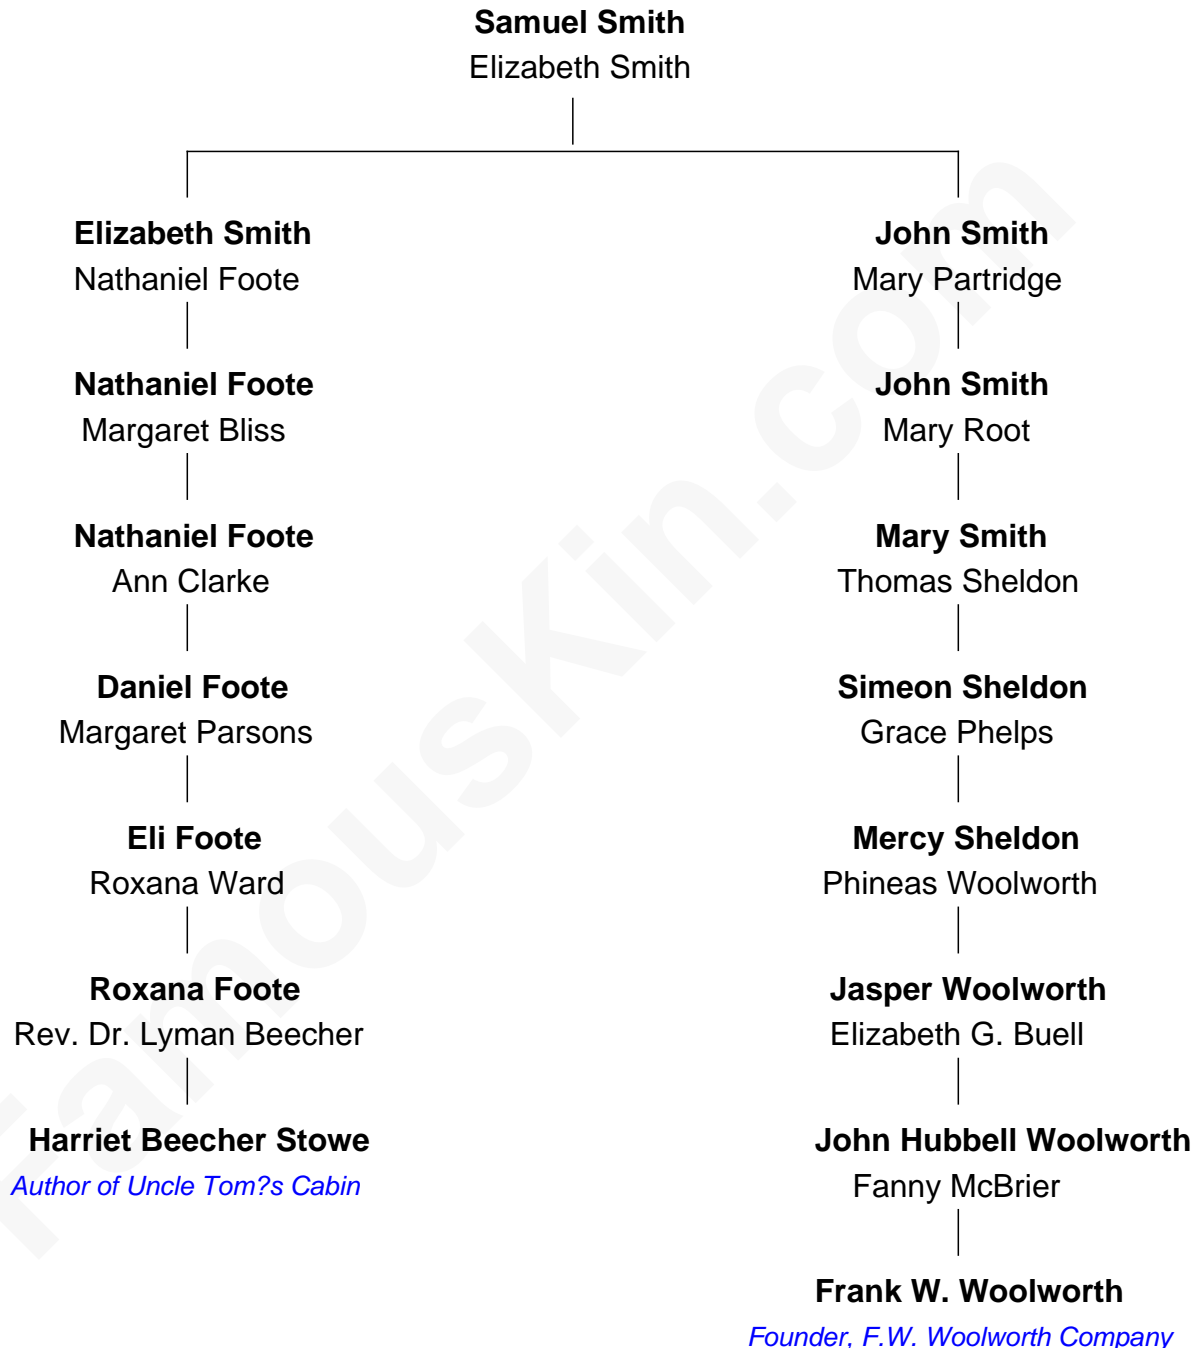 Samuel Smith
Elizabeth Smith
Elizabeth Smith
Nathaniel Foote
Nathaniel Foote
Margaret Bliss
Nathaniel Foote
Ann Clarke
Daniel Foote
Margaret Parsons
Eli Foote
Roxana Ward
Roxana Foote
Rev. Dr. Lyman Beecher
Harriet Beecher Stowe
Author of Uncle Tom?s Cabin
John Smith
Mary Partridge
John Smith
Mary Root
Mary Smith
Thomas Sheldon
Simeon Sheldon
Grace Phelps
Mercy Sheldon
Phineas Woolworth
Jasper Woolworth
Elizabeth G. Buell
John Hubbell Woolworth
Fanny McBrier
Frank W. Woolworth
Founder, F.W. Woolworth Company
FamousKin.com